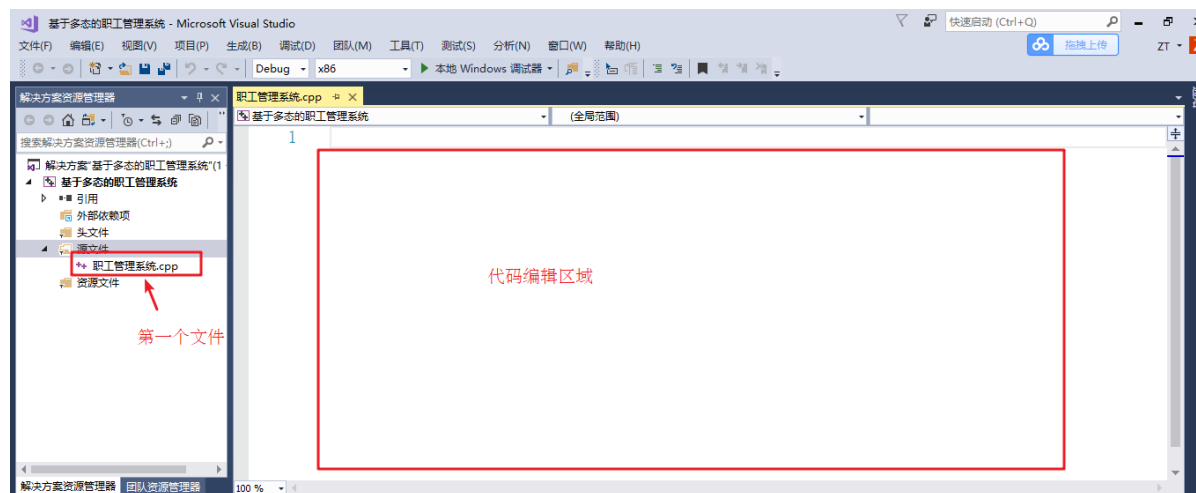 基于多态的职工管理系统 - Microsoft Visual Studio
快速启动 (Ctrl+Q)
文件(F) 编辑(E) 视图(V) 项目(P) 生成(B) 调试(D) 团队(M) 工具(T) 测试(S) 分析(N) 窗口(W) 帮助(H)
拖拽上传
ZT
Debug x86 本地 Windows 调试器
解决方案资源管理器
职工管理系统.cpp
基于多态的职工管理系统
(全局范围)
搜索解决方案资源管理器(Ctrl+;)
1
解决方案"基于多态的职工管理系统"(1
基于多态的职工管理系统
引用
外部依赖项
头文件
源文件
职工管理系统.cpp
资源文件
代码编辑区域
第一个文件
解决方案资源管理器 团队资源管理器
100 %